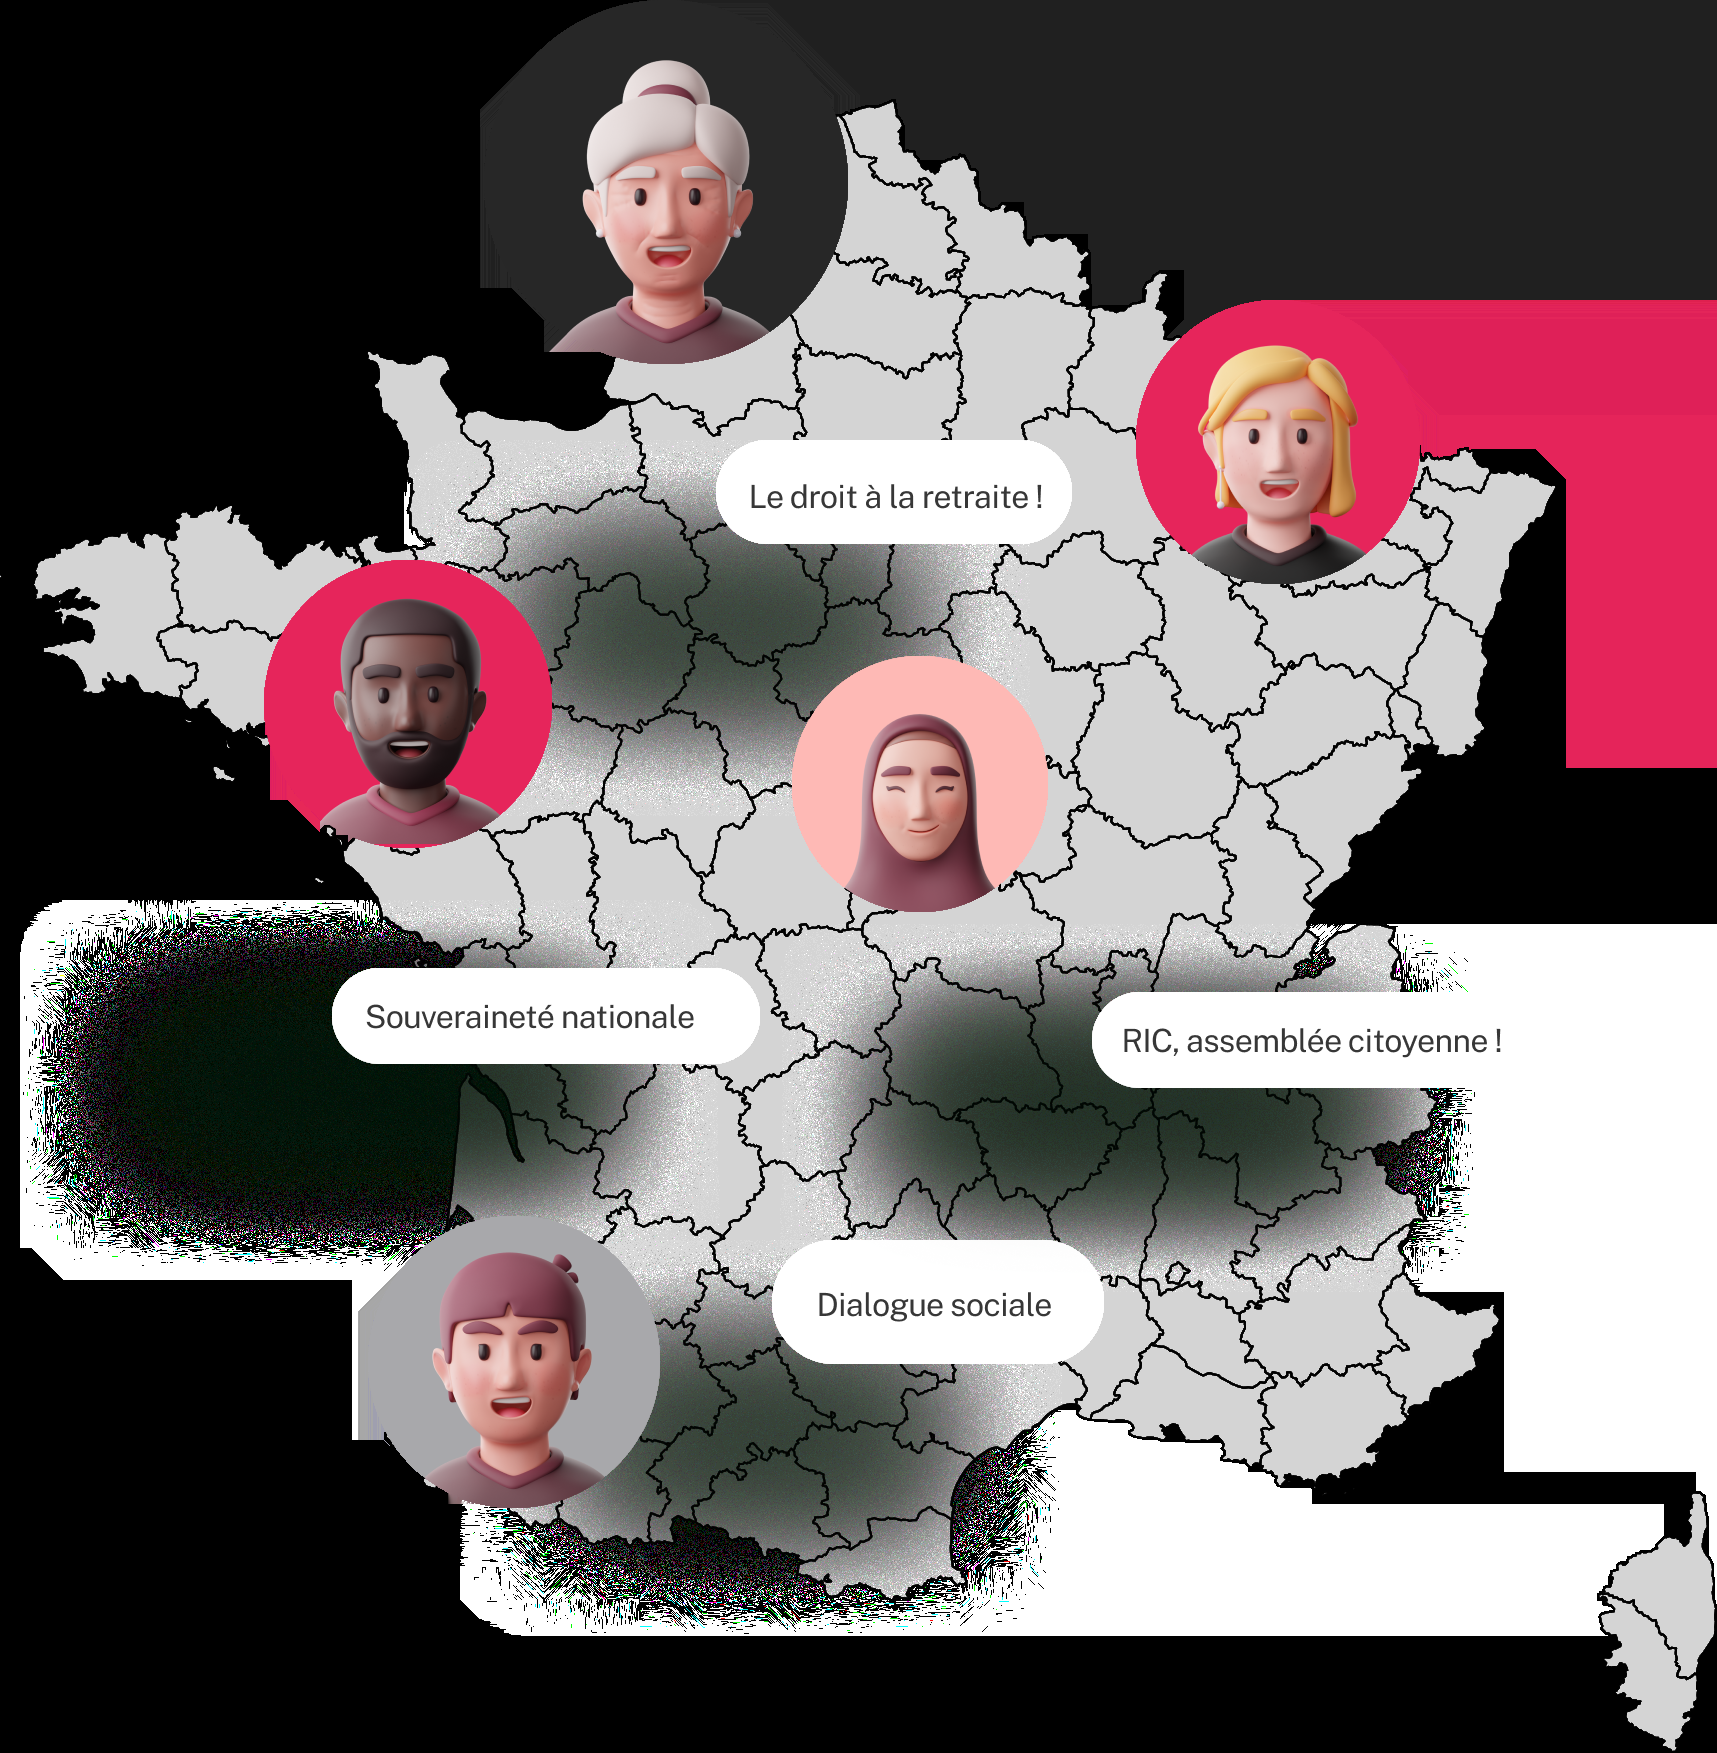 Le droit à la retraite !
Souveraineté nationale
RIC, assemblée citoyenne !
Dialogue sociale